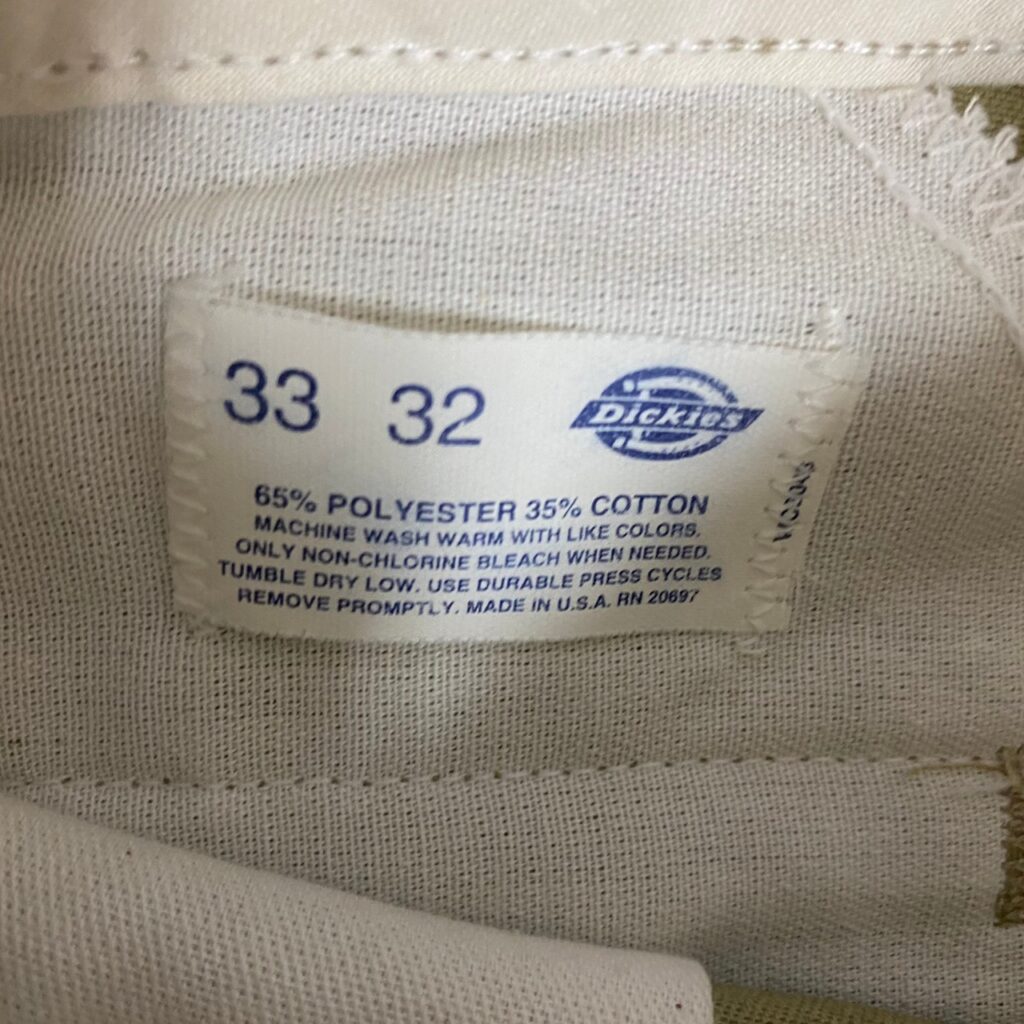 33 32
DICKIES
65% POLYESTER 35% COTTON
MACHINE WASH WARM WITH LIKE COLORS.
ONLY NON-CHLORINE BLEACH WHEN NEEDED.
TUMBLE DRY LOW. USE DURABLE PRESS CYCLES
REMOVE PROMPTLY. MADE IN U.S.A. RN 20697